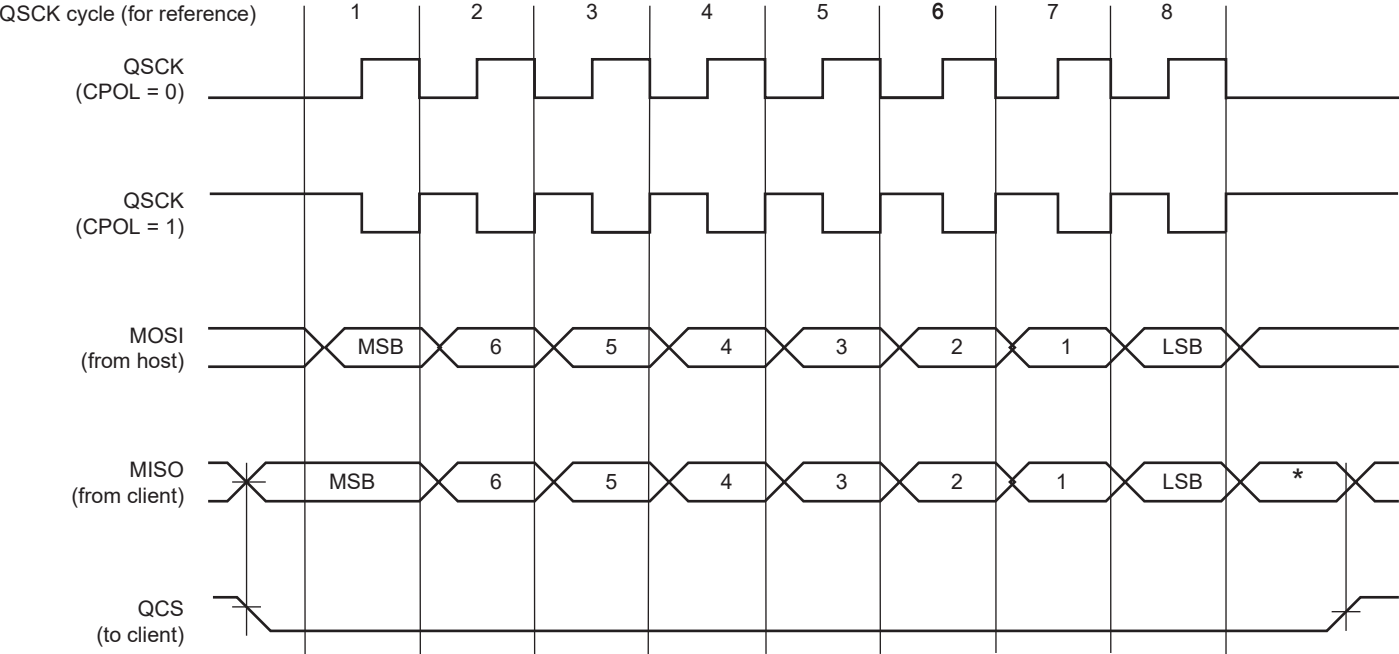 QSCK cycle (for reference) 1 2 3 4 5 6 7 8
QSCK
(CPOL = 0)
QSCK
(CPOL = 1)
MOSI
(from host)
MSB 6 5 4 3 2 1 LSB
MISO
(from client)
MSB 6 5 4 3 2 1 LSB *
QCS
(to client)